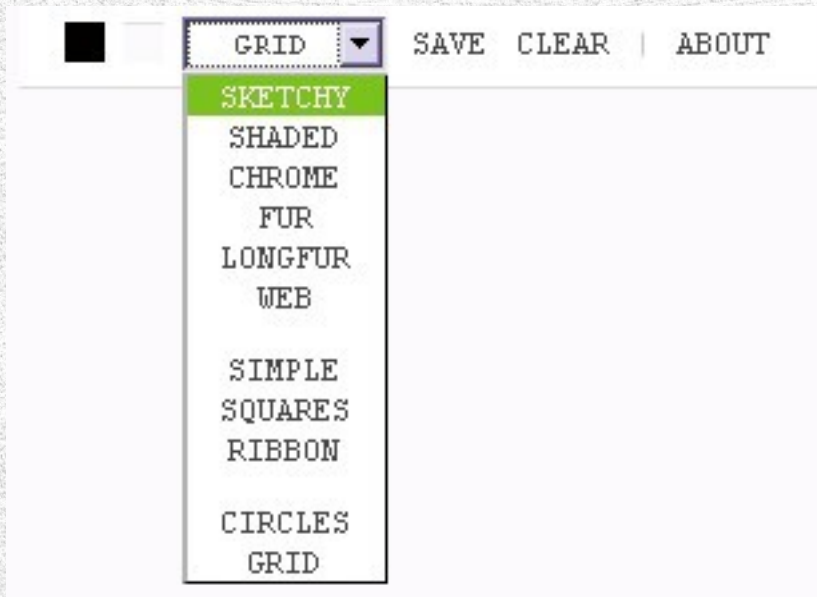 GRID SAVE CLEAR | ABOUT
SKETCHY
SHADED
CHROME
FUR
LONGFUR
WEB
SIMPLE
SQUARES
RIBBON
CIRCLES
GRID